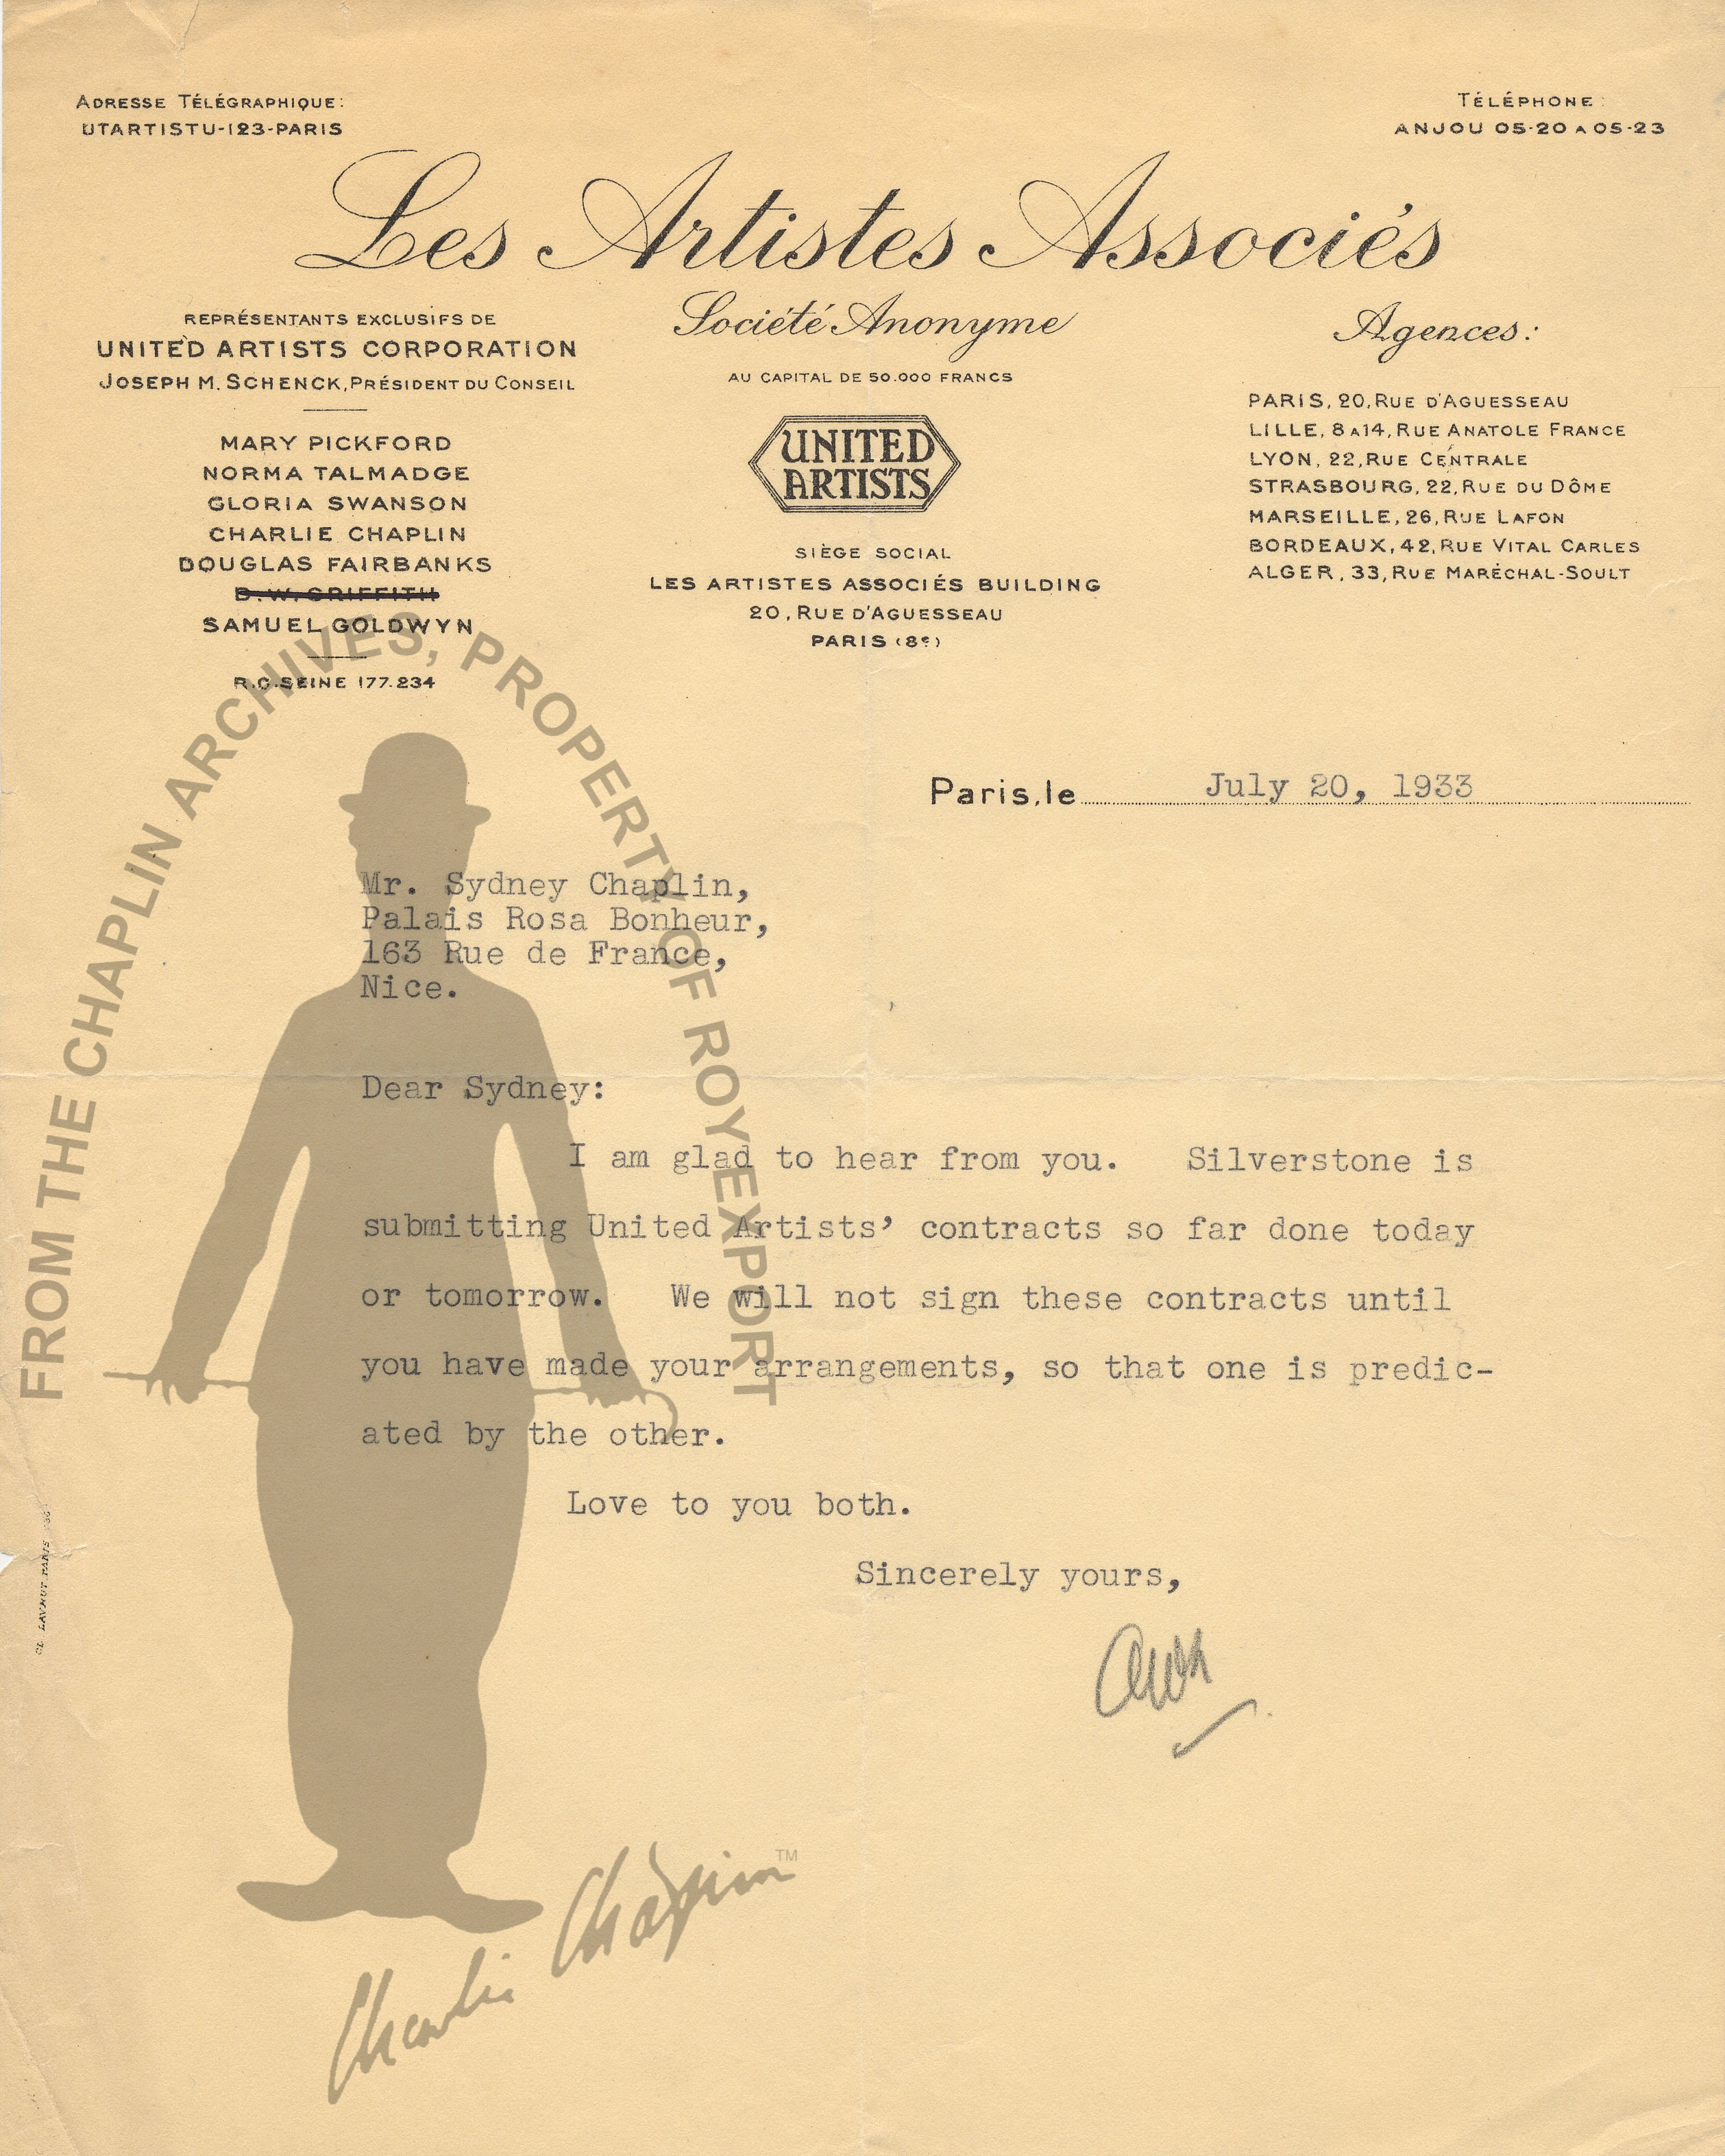 ADRESSE TÉLÉGRAPHIQUE:
UTARTISTU-123-PARIS
TÉLÉPHONE:
ANJOU 05-20 A 05-23
Les Artistes Associés
REPRÉSENTANTS EXCLUSIFS DE
UNITED ARTISTS CORPORATION
JOSEPH M. SCHENCK, PRÉSIDENT DU CONSEIL
MARY PICKFORD
NORMA TALMADGE
GLORIA SWANSON
CHARLIE CHAPLIN
DOUGLAS FAIRBANKS
D. W. GRIFFITH
SAMUEL GOLDWYN
R.C. SEINE 177.234
Société Anonyme
AU CAPITAL DE 50.000 FRANCS
UNITED
ARTISTS
SIÈGE SOCIAL
LES ARTISTES ASSOCIÉS BUILDING
20, RUE D'AGUESSEAU
PARIS (8e)
Agences:
PARIS, 20, RUE D'AGUESSEAU
LILLE, 8 A 14, RUE ANATOLE FRANCE
LYON, 22, RUE CENTRALE
STRASBOURG, 22, RUE DU DÔME
MARSEILLE, 26, RUE LAFON
BORDEAUX, 42, RUE VITAL CARLES
ALGER, 33, RUE MARÉCHAL-SOULT
FROM THE CHAPLIN ARCHIVES, PROPERTY OF ROY EXPORT
Paris, le July 20, 1933
Mr. Sydney Chaplin,
Palais Rosa Bonheur,
163 Rue de France,
Nice.
Dear Sydney:
I am glad to hear from you. Silverstone is
submitting United Artists' contracts so far done today
or tomorrow. We will not sign these contracts until
you have made your arrangements, so that one is predic-
ated by the other.
Love to you both.
Sincerely yours,
Charlie Chaplin TM